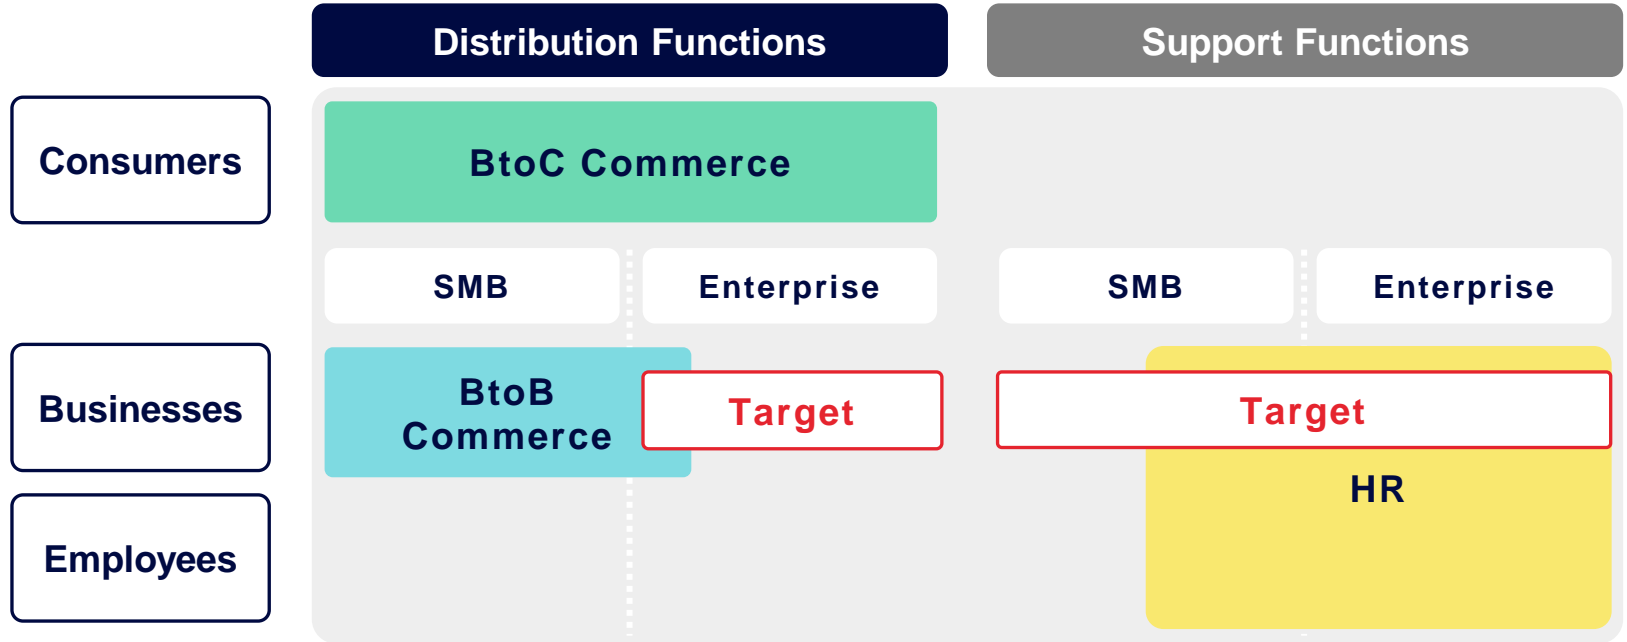 Distribution Functions
Support Functions
Consumers
BtoC Commerce
SMB
Enterprise
SMB
Enterprise
Businesses
BtoB
Commerce
Target
Target
HR
Employees